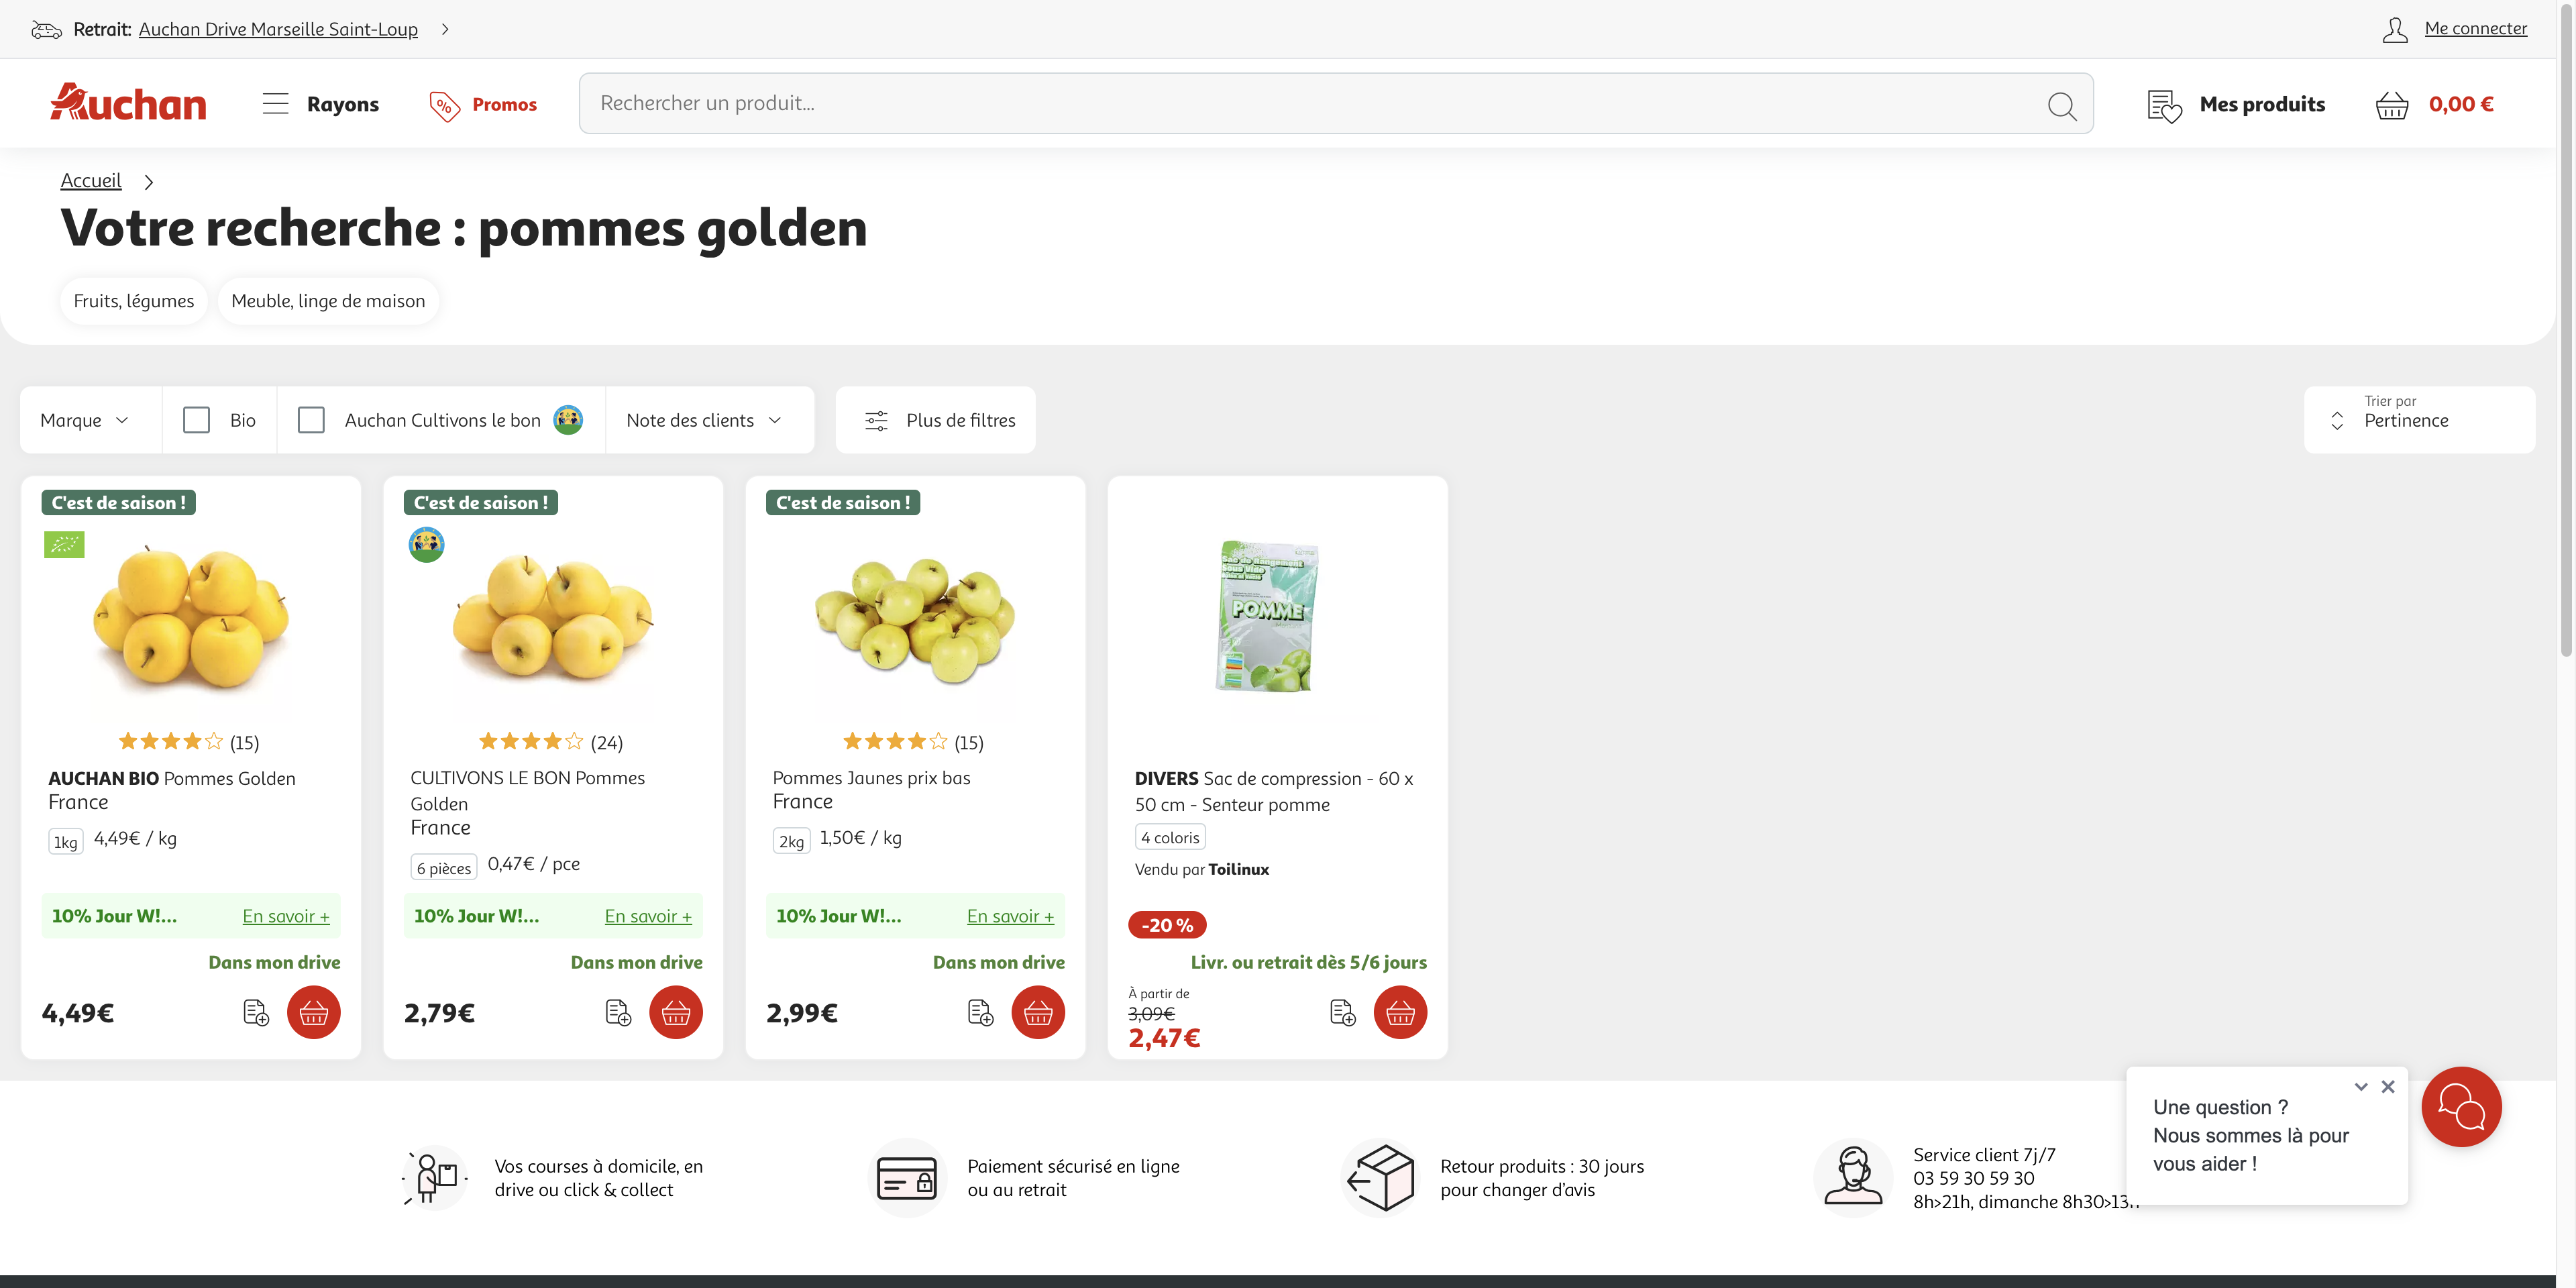 Retrait: Auchan Drive Marseille Saint-Loup
Me connecter
Auchan
Rayons
Promos
Rechercher un produit...
Mes produits
0,00 €
Accueil
Votre recherche : pommes golden
Fruits, légumes
Meuble, linge de maison
Marque
Bio
Auchan Cultivons le bon
Note des clients
Plus de filtres
Trier par
Pertinence
C'est de saison !
(15)
AUCHAN BIO Pommes Golden
France
1kg 4,49€ / kg
10% Jour W!... En savoir +
Dans mon drive
4,49€
C'est de saison !
(24)
CULTIVONS LE BON Pommes
Golden
France
6 pièces 0,47€ / pce
10% Jour W!... En savoir +
Dans mon drive
2,79€
C'est de saison !
(15)
Pommes Jaunes prix bas
France
2kg 1,50€ / kg
10% Jour W!... En savoir +
Dans mon drive
2,99€
Sac de Rangement
Sous Vide
POMME
DIVERS Sac de compression - 60 x
50 cm - Senteur pomme
4 coloris
Vendu par Toilinux
-20 %
Livr. ou retrait dès 5/6 jours
À partir de
3,09€
2,47€
Vos courses à domicile, en
drive ou click & collect
Paiement sécurisé en ligne
ou au retrait
Retour produits : 30 jours
pour changer d'avis
Service client 7j/7
03 59 30 59 30
8h>21h, dimanche 8h30>13h
Une question ?
Nous sommes là pour
vous aider !